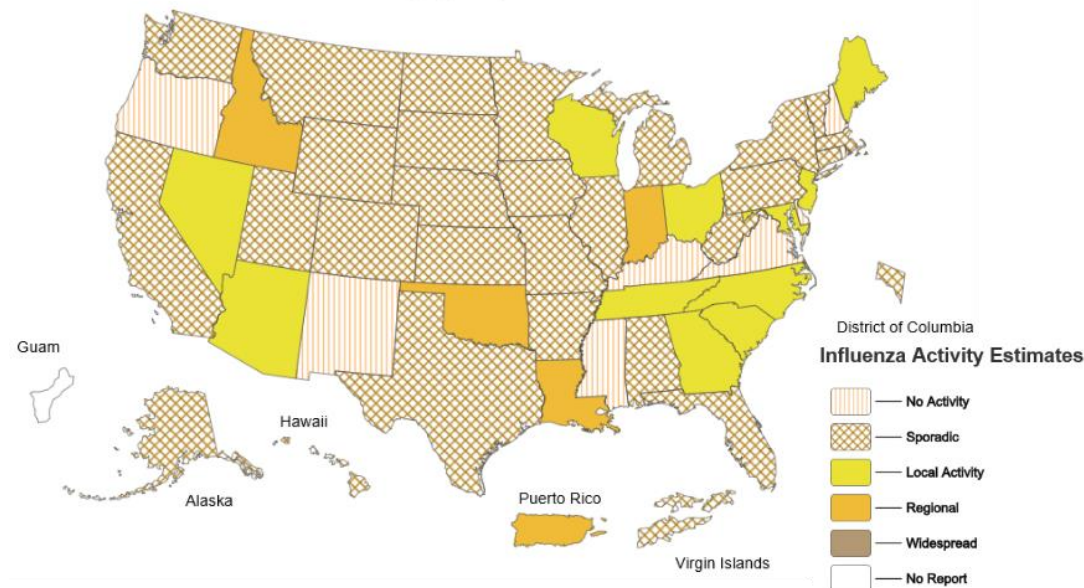 District of Columbia
Guam
Influenza Activity Estimates
No Activity
Hawaii
Sporadic
Local Activity
Alaska
Puerto Rico
Regional
Widespread
Virgin Islands
No Report